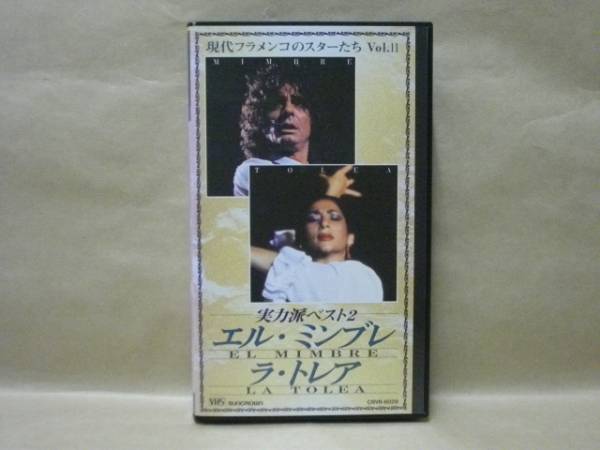 現代フラメンコのスターたち Vol.11
MIMBRE
TOLEA
実力派ベスト2
エル・ミンブレ
EL MIMBRE
ラ・トレア
LA TOLEA
VHS SUNCROWN